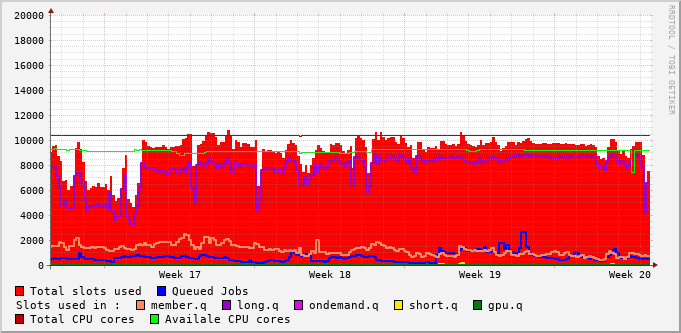 RRDTOOL / TOBI OETIKER
20000
18000
16000
14000
12000
10000
8000
6000
4000
2000
0
Week 17 Week 18 Week 19 Week 20
Total slots used Queued Jobs
Slots used in : member.q long.q ondemand.q short.q gpu.q
Total CPU cores Availale CPU cores